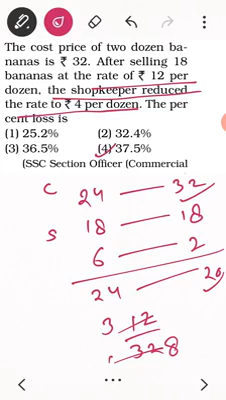 The cost price of two dozen ba-
nanas is ₹ 32. After selling 18
bananas at the rate of ₹ 12 per
dozen, the shopkeeper reduced
the rate to ₹ 4 per dozen. The per
cent loss is
(1) 25.2% (2) 32.4%
(3) 36.5% (4) 37.5%
(SSC Section Officer (Commercial
C 24 — 32
S 18 — 18
6 — 2
24 — 20
3 12
328